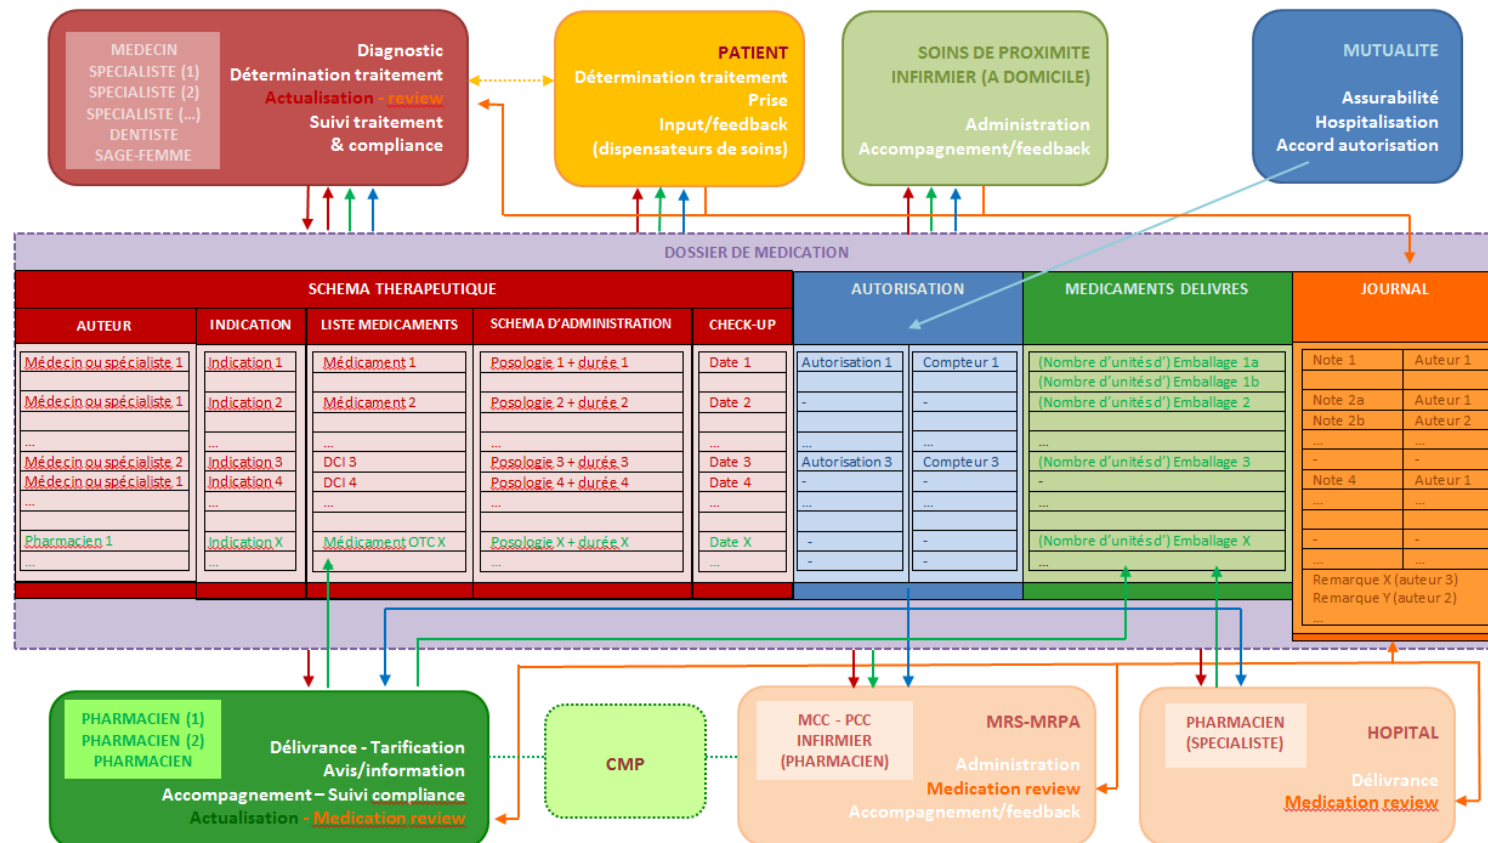 MEDECIN
SPECIALISTE (1)
SPECIALISTE (2)
SPECIALISTE (...)
DENTISTE
SAGE-FEMME
Diagnostic
Détermination traitement
Actualisation - review
Suivi traitement
& compliance
PATIENT
Détermination traitement
Prise
Input/feedback
(dispensateurs de soins)
SOINS DE PROXIMITE
INFIRMIER (A DOMICILE)
Administration
Accompagnement/feedback
MUTUALITE
Assurabilité
Hospitalisation
Accord autorisation
DOSSIER DE MEDICATION
SCHEMA THERAPEUTIQUE AUTORISATION MEDICAMENTS DELIVRES JOURNAL
AUTEUR INDICATION LISTE MEDICAMENTS SCHEMA D'ADMINISTRATION CHECK-UP
Médecin ou spécialiste 1 Indication 1 Médicament 1 Posologie 1 + durée 1 Date 1 Autorisation 1 Compteur 1 (Nombre d'unités d') Emballage 1a Note 1 Auteur 1
(Nombre d'unités d') Emballage 1b
Médecin ou spécialiste 1 Indication 2 Médicament 2 Posologie 2 + durée 2 Date 2 - - (Nombre d'unités d') Emballage 2 Note 2a Auteur 1
Note 2b Auteur 2
... ... ... ... ... ... ... ... ... ...
Médecin ou spécialiste 2 Indication 3 DCI 3 Posologie 3 + durée 3 Date 3 Autorisation 3 Compteur 3 (Nombre d'unités d') Emballage 3 - -
Médecin ou spécialiste 1 Indication 4 DCI 4 Posologie 4 + durée 4 Date 4 - - - Note 4 Auteur 1
... ... ... ... ... ... ... ... ... ...
Pharmacien 1 Indication X Médicament OTC X Posologie X + durée X Date X - - (Nombre d'unités d') Emballage X - -
... ... ... ... ... - - ... ... ...
Remarque X (auteur 3)
Remarque Y (auteur 2)
...
PHARMACIEN (1)
PHARMACIEN (2)
PHARMACIEN
Délivrance - Tarification
Avis/information
Accompagnement – Suivi compliance
Actualisation - Medication review
CMP
MCC - PCC
INFIRMIER
(PHARMACIEN)
MRS-MRPA
Administration
Medication review
Accompagnement/feedback
PHARMACIEN
(SPECIALISTE)
HOPITAL
Délivrance
Medication review